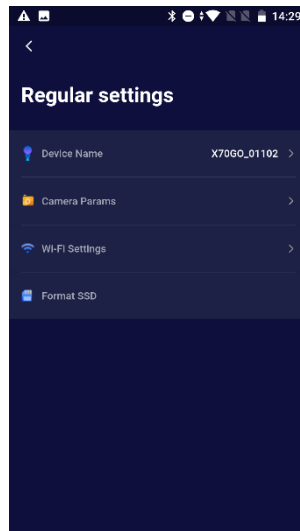 14:29
Regular settings
Device Name X70GO_01102
Camera Params
Wi-Fi Settings
Format SSD